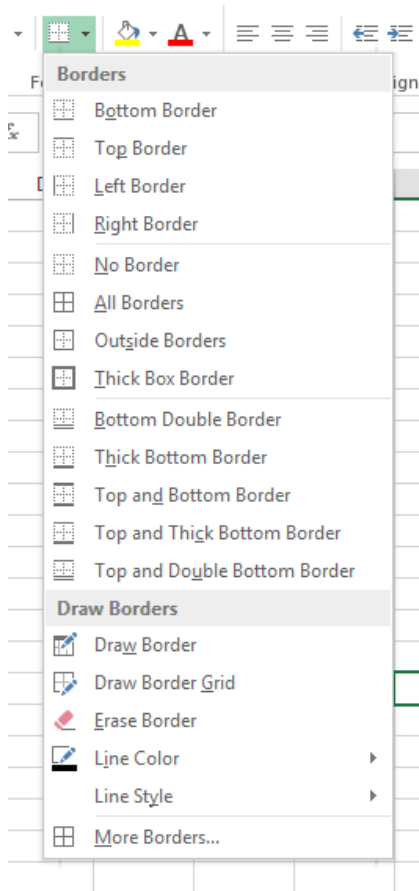 A
Borders
Bottom Border
Top Border
Left Border
Right Border
No Border
All Borders
Outside Borders
Thick Box Border
Bottom Double Border
Thick Bottom Border
Top and Bottom Border
Top and Thick Bottom Border
Top and Double Bottom Border
Draw Borders
Draw Border
Draw Border Grid
Erase Border
Line Color
Line Style
More Borders...